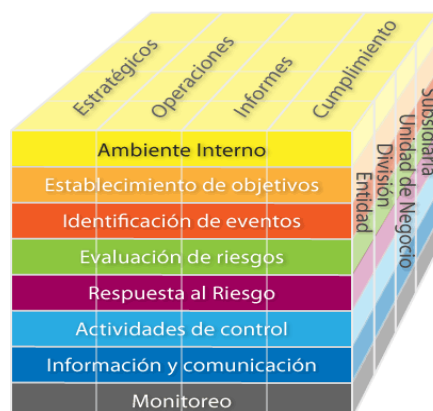 Estratégicos
Operaciones
Informes
Cumplimiento
Ambiente Interno
Establecimiento de objetivos
Identificación de eventos
Evaluación de riesgos
Respuesta al Riesgo
Actividades de control
Información y comunicación
Monitoreo
Entidad
División
Unidad de Negocio
Subsidiaria